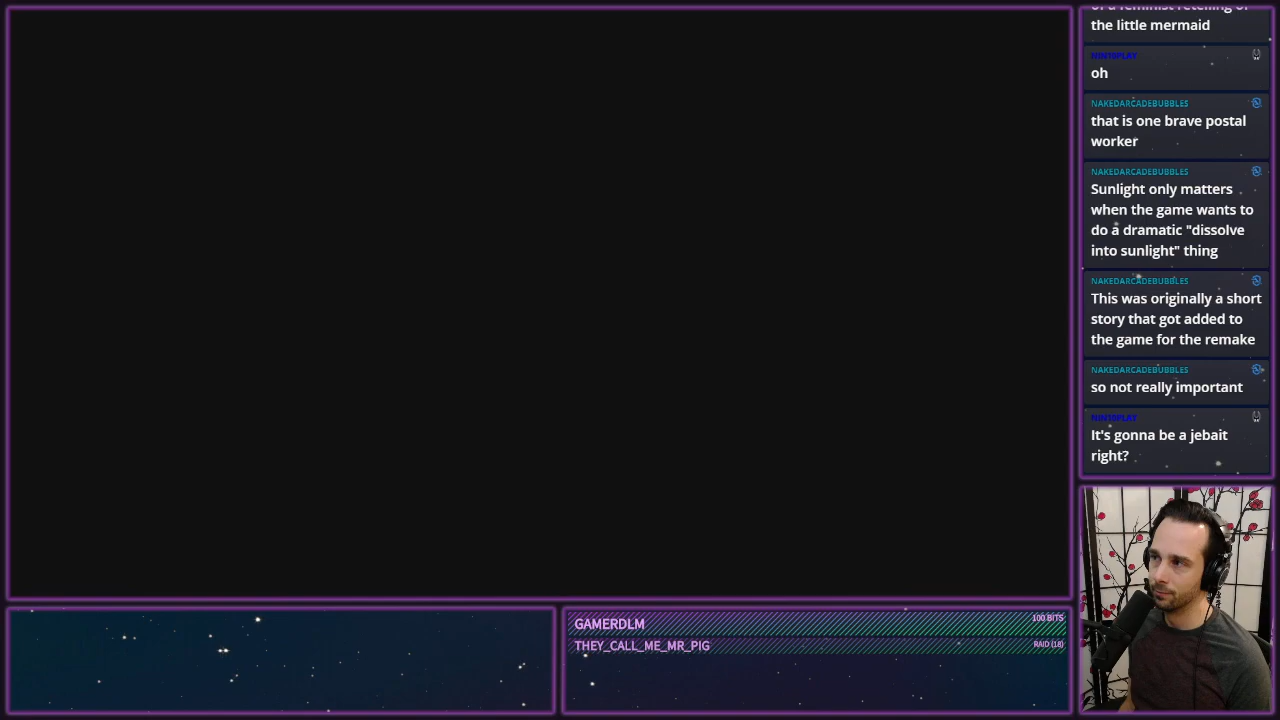 the little mermaid
NIN10PLAY
oh
NAKEDARCADEBUBBLES
that is one brave postal
worker
NAKEDARCADEBUBBLES
Sunlight only matters
when the game wants to
do a dramatic "dissolve
into sunlight" thing
NAKEDARCADEBUBBLES
This was originally a short
story that got added to
the game for the remake
NAKEDARCADEBUBBLES
so not really important
NIN10PLAY
It's gonna be a jebait
right?
GAMERDLM
100 BITS
THEY_CALL_ME_MR_PIG
RAID (18)